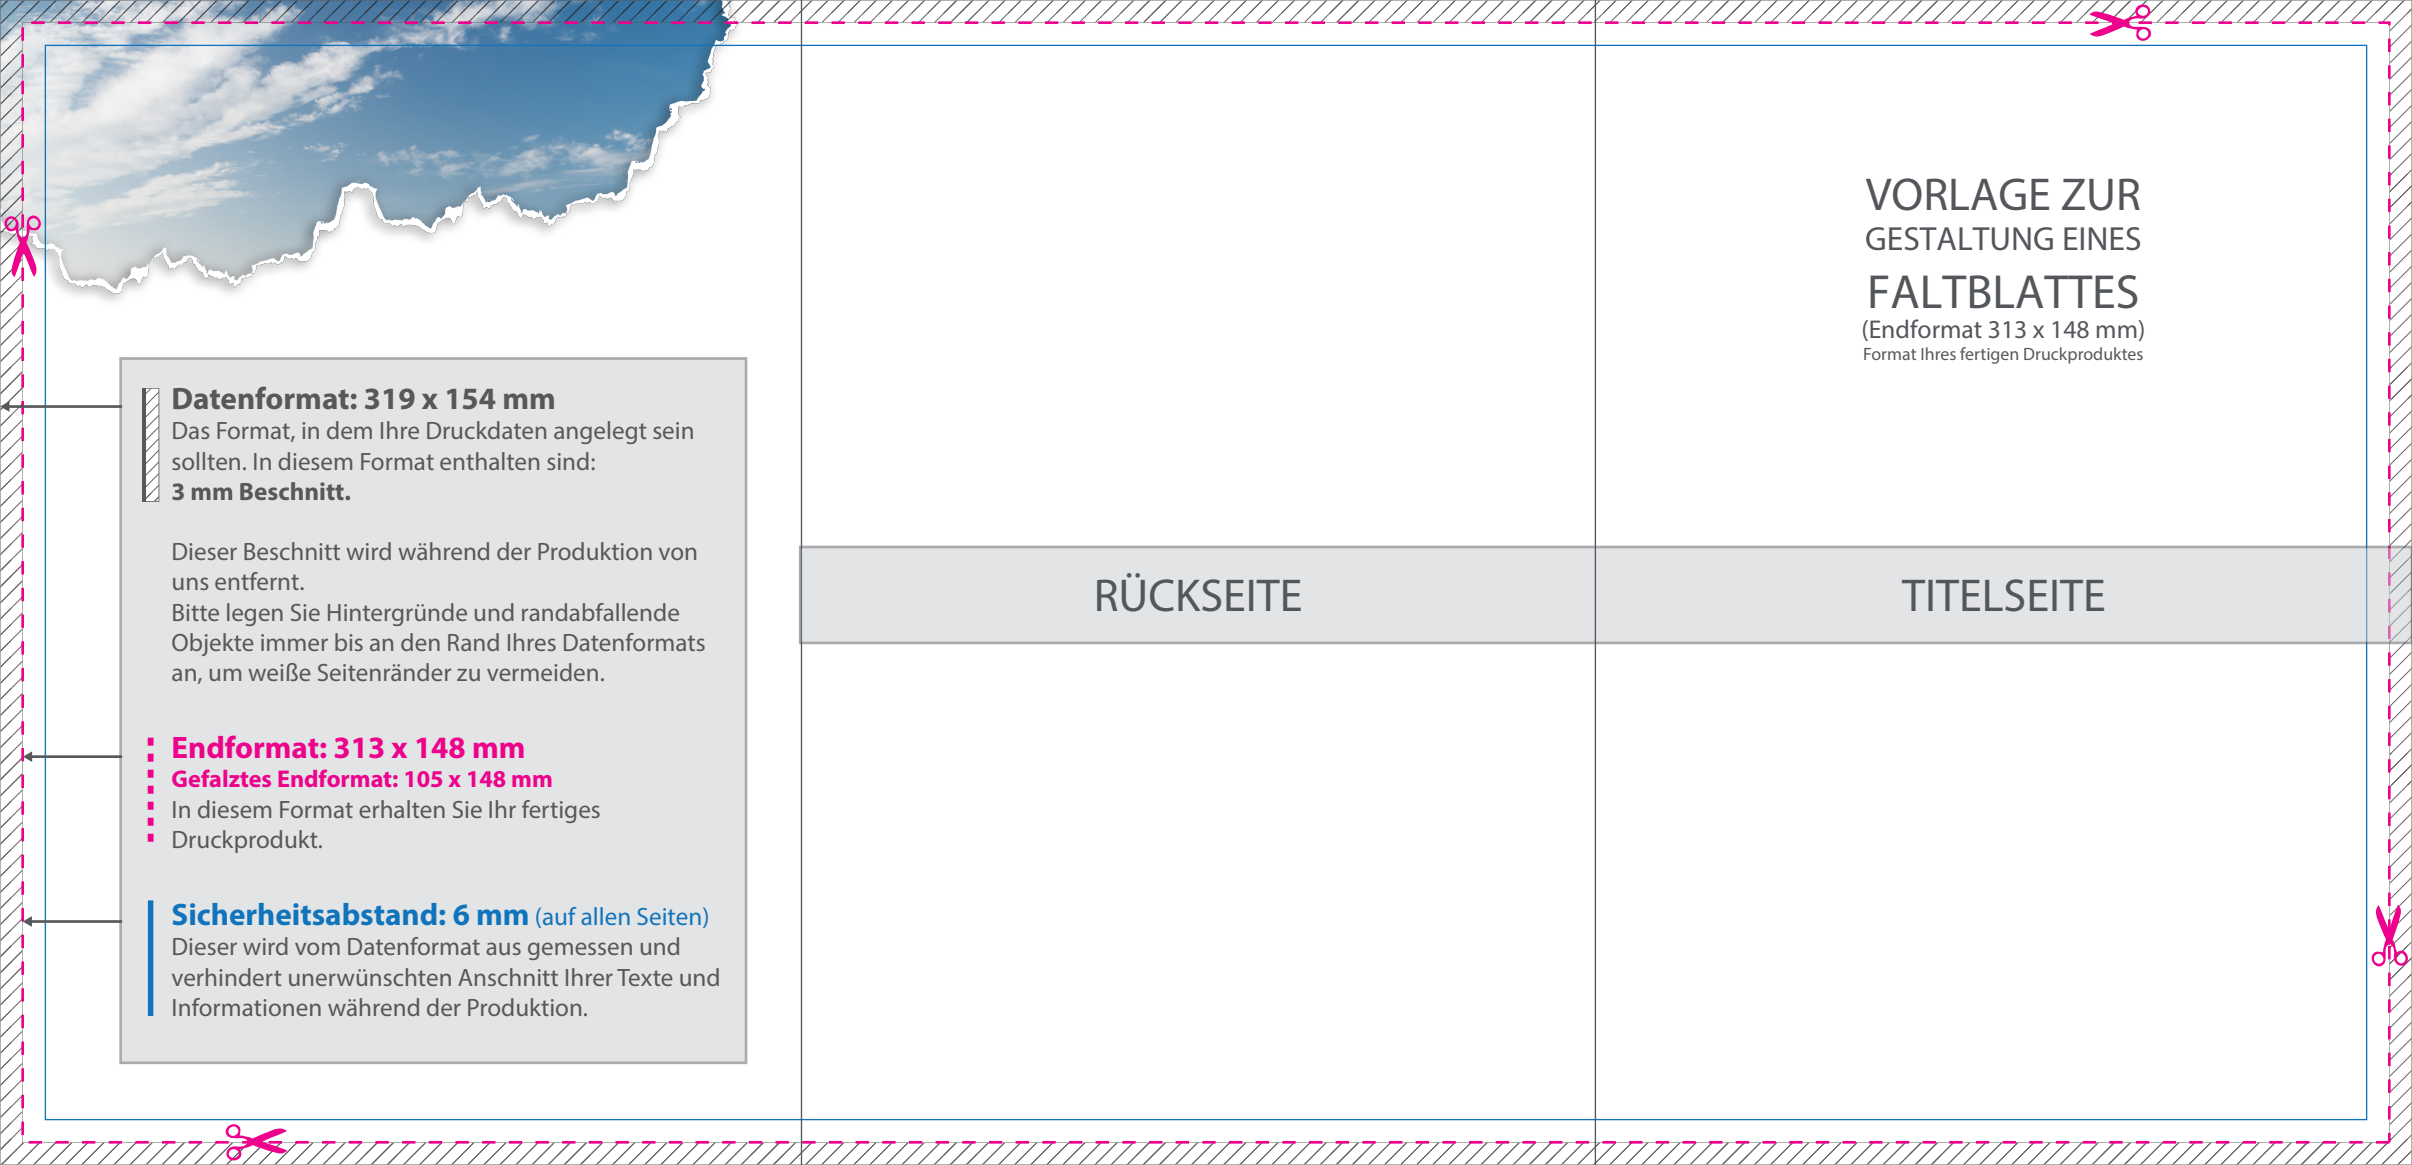 VORLAGE ZUR
GESTALTUNG EINES
FALTBLATTES
(Endformat 313 x 148 mm)
Format Ihres fertigen Druckproduktes
Datenformat: 319 x 154 mm
Das Format, in dem Ihre Druckdaten angelegt sein
sollten. In diesem Format enthalten sind:
3 mm Beschnitt.
Dieser Beschnitt wird während der Produktion von
uns entfernt.
Bitte legen Sie Hintergründe und randabfallende
Objekte immer bis an den Rand Ihres Datenformats
an, um weiße Seitenränder zu vermeiden.
Endformat: 313 x 148 mm
Gefalztes Endformat: 105 x 148 mm
In diesem Format erhalten Sie Ihr fertiges
Druckprodukt.
Sicherheitsabstand: 6 mm (auf allen Seiten)
Dieser wird vom Datenformat aus gemessen und
verhindert unerwünschten Anschnitt Ihrer Texte und
Informationen während der Produktion.
RÜCKSEITE
TITELSEITE